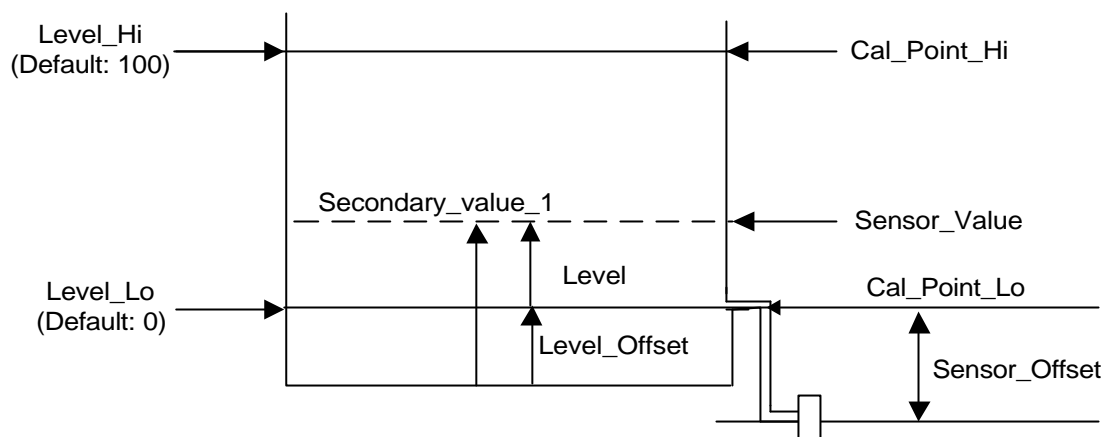 Level_Hi
(Default: 100)
Cal_Point_Hi
Secondary_value_1
Sensor_Value
Level
Level_Lo
(Default: 0)
Cal_Point_Lo
Level_Offset
Sensor_Offset